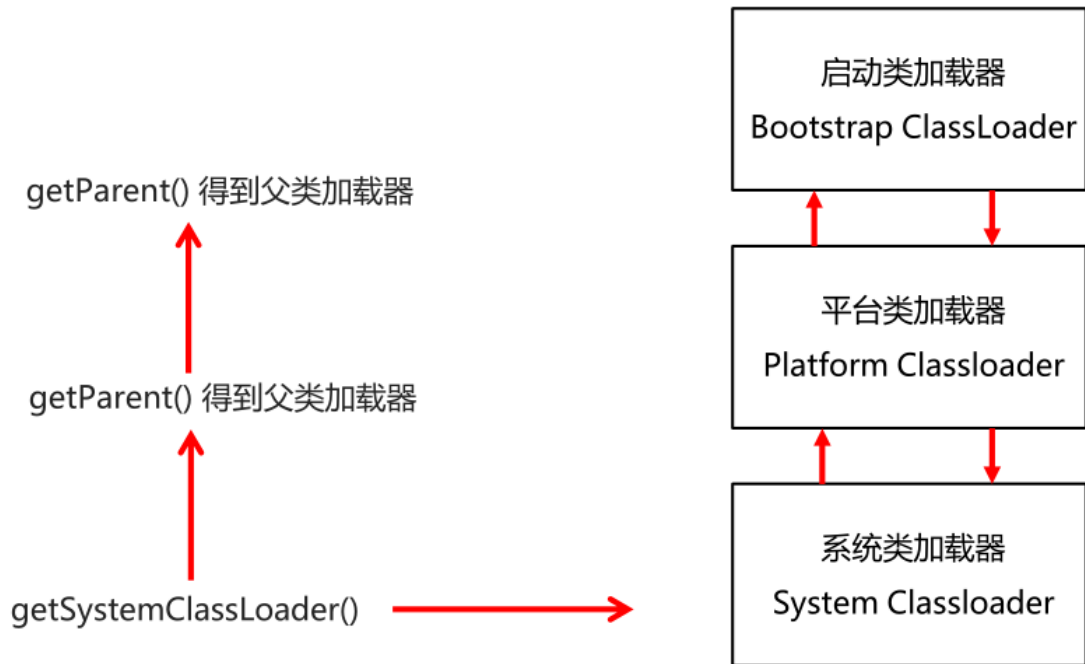 启动类加载器
Bootstrap ClassLoader
getParent() 得到父类加载器
平台类加载器
Platform Classloader
getParent() 得到父类加载器
系统类加载器
System Classloader
getSystemClassLoader()